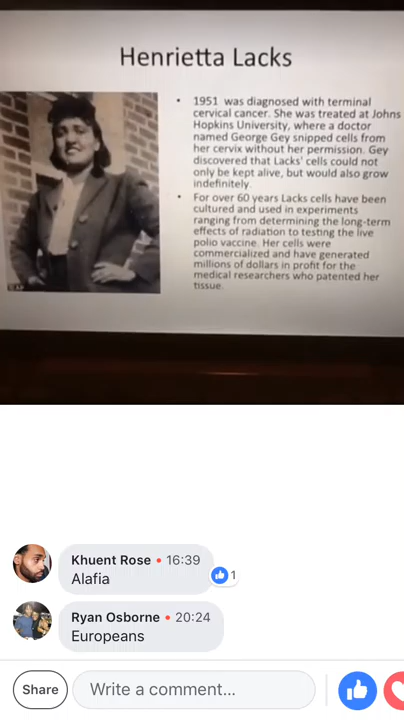 Henrietta Lacks
• 1951 was diagnosed with terminal
cervical cancer. She was treated at Johns
Hopkins University, where a doctor
named George Gey snipped cells from
her cervix without her permission. Gey
discovered that Lacks' cells could not
only be kept alive, but would also grow
indefinitely.
• For over 60 years Lacks cells have been
cultured and used in experiments
ranging from determining the long-term
effects of radiation to testing the live
polio vaccine. Her cells were
commercialized and have generated
millions of dollars in profit for the
medical researchers who patented her
tissue.
Khuent Rose • 16:39
Alafia
1
Ryan Osborne • 20:24
Europeans
Share
Write a comment...